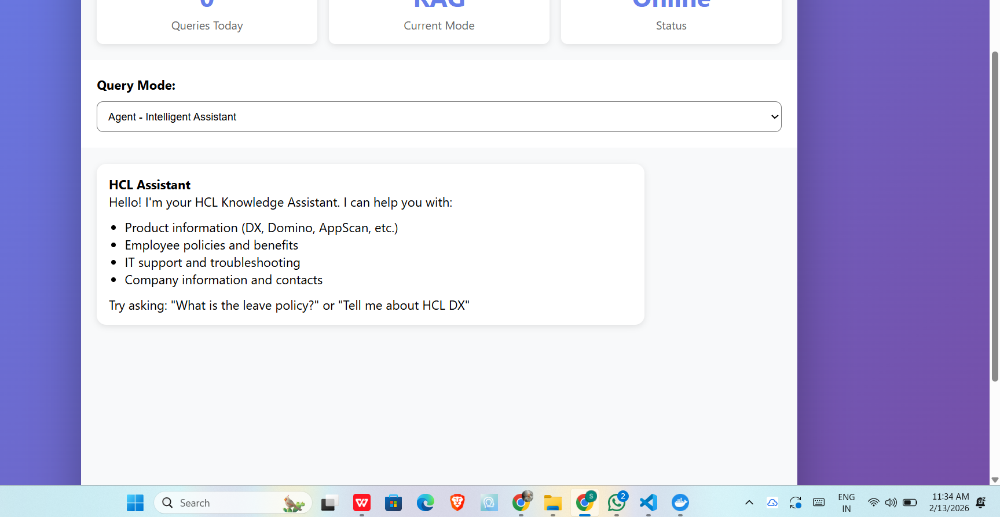 0
RAG
Online
Queries Today
Current Mode
Status
Query Mode:
Agent - Intelligent Assistant
HCL Assistant
Hello! I'm your HCL Knowledge Assistant. I can help you with:
Product information (DX, Domino, AppScan, etc.)
Employee policies and benefits
IT support and troubleshooting
Company information and contacts
Try asking: "What is the leave policy?" or "Tell me about HCL DX"
Search
W
S
2
ENG
IN
11:34 AM
2/13/2026